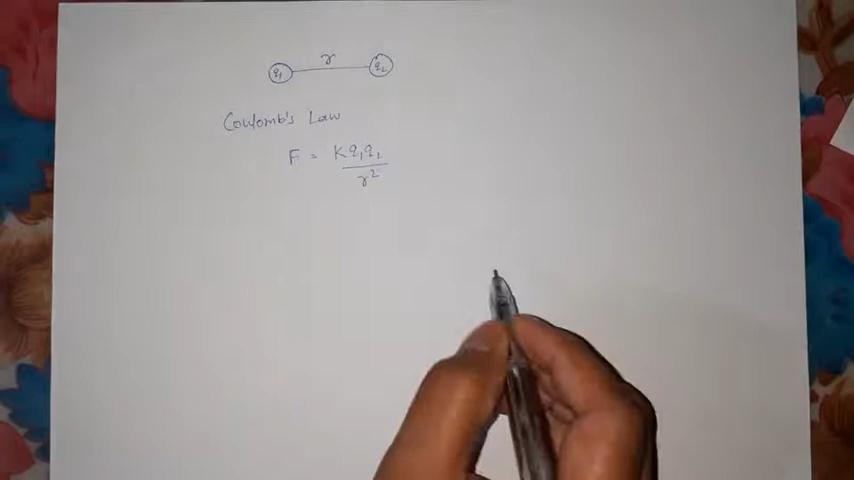 r
q₁ q₂
Coulomb's Law
F = Kq₁q₂
r²